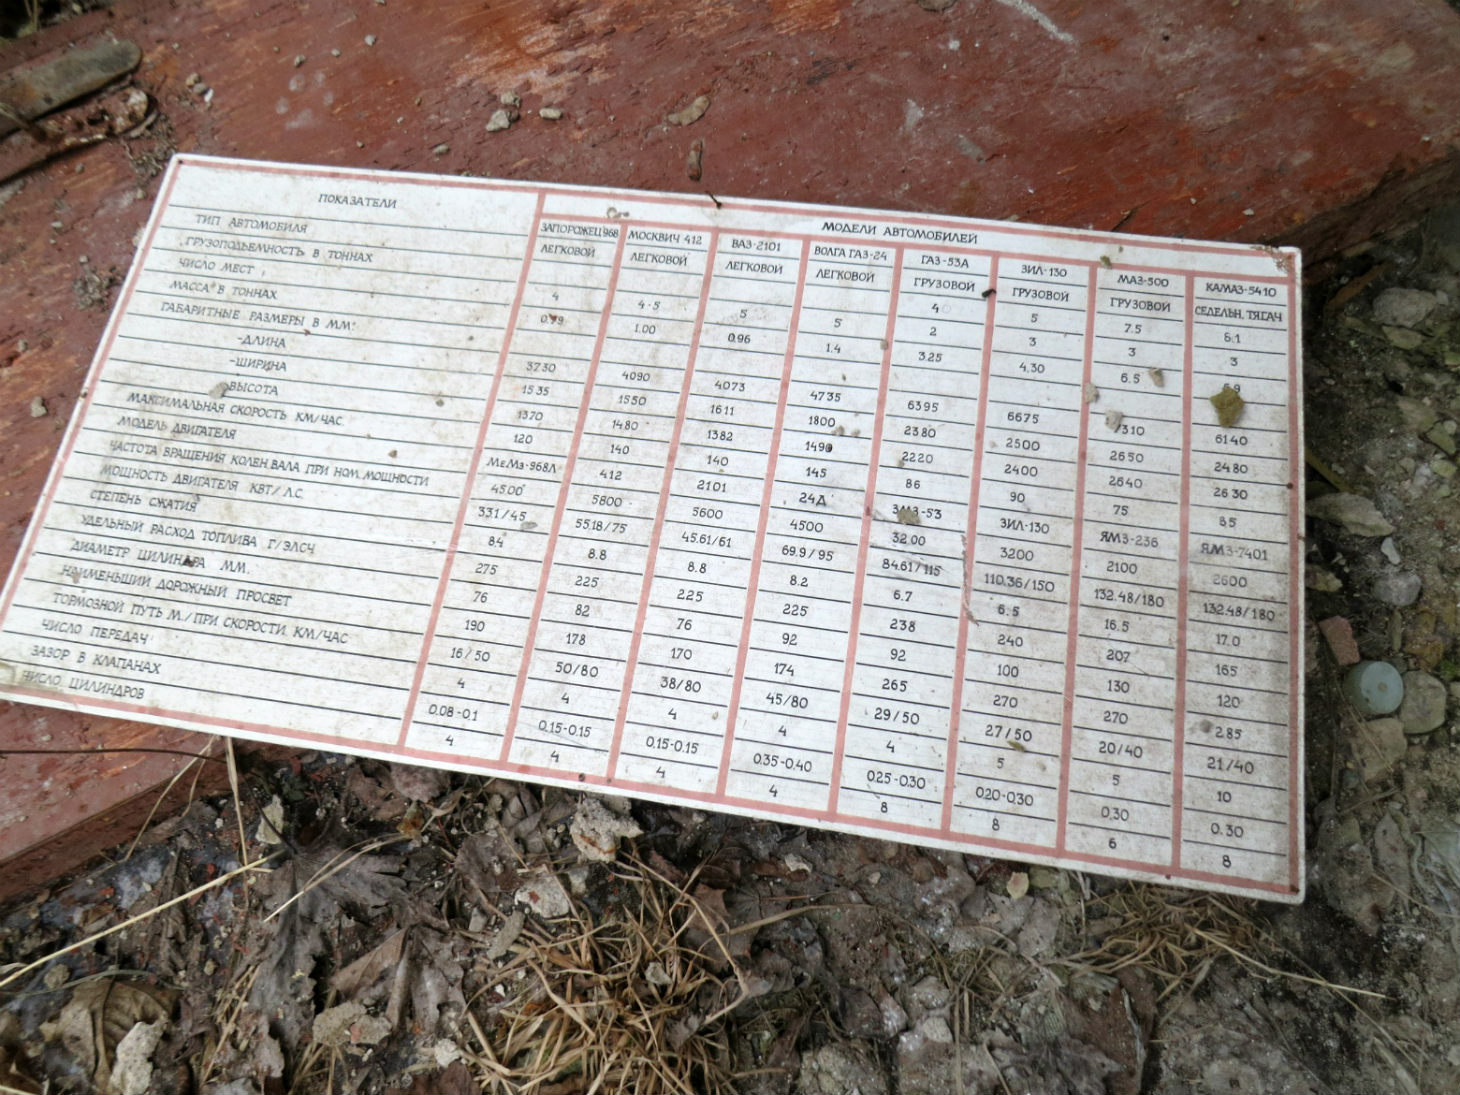 ПОКАЗАТЕЛИ МОДЕЛИ АВТОМОБИЛЕЙ
ЗАПОРОЖЕЦ 968 МОСКВИЧ 412 ВАЗ-2101 ВОЛГА ГАЗ-24 ГАЗ-53А ЗИЛ-130 МАЗ-500 КАМАЗ-5410
ТИП АВТОМОБИЛЯ ЛЕГКОВОЙ ЛЕГКОВОЙ ЛЕГКОВОЙ ЛЕГКОВОЙ ГРУЗОВОЙ ГРУЗОВОЙ ГРУЗОВОЙ СЕДЕЛЬН. ТЯГАЧ
ГРУЗОПОДЬЕМНОСТЬ В ТОННАХ 4 5 7.5
ЧИСЛО МЕСТ 4 4-5 5 5 2 3 3 3
МАССА В ТОННАХ 0.79 1.00 0.96 1.4 3.25 4.30 6.5
ГАБАРИТНЫЕ РАЗМЕРЫ В ММ:
-ДЛИНА 3730 4090 4073 4735 6395 6675 7310 6140
-ШИРИНА 1535 1550 1611 1800 2380 2500 2650 2480
-ВЫСОТА 1370 1480 1382 1490 2220 2400 2640 2630
МАКСИМАЛЬНАЯ СКОРОСТЬ КМ/ЧАС. 120 140 140 145 86 90 75 85
МОДЕЛЬ ДВИГАТЕЛЯ МеМз-968Л 412 2101 24Д ЗМЗ-53 ЗИЛ-130 ЯМЗ-236 ЯМЗ-7401
ЧАСТОТА ВРАЩЕНИЯ КОЛЕН.ВАЛА ПРИ НОМ. МОЩНОСТИ 4500 5800 5600 4500 3200 3200 2100 2600
МОЩНОСТЬ ДВИГАТЕЛЯ КВТ/Л.С. 331/45 55.18/75 45.61/61 69.9/95 84.61/115 110.36/150 132.48/180 132.48/180
СТЕПЕНЬ СЖАТИЯ 8.4 8.8 8.8 8.2 6.7 6.5 16.5 17.0
УДЕЛЬНЫЙ РАСХОД ТОПЛИВА Г/ЭЛСЧ 275 225 225 225 238 240 207 165
ДИАМЕТР ЦИЛИНДРА ММ. 76 82 76 92 92 100 130 120
НАИМЕНЬШИЙ ДОРОЖНЫЙ ПРОСВЕТ 190 178 170 174 265 270 270 285
ТОРМОЗНОЙ ПУТЬ М./ПРИ СКОРОСТИ КМ/ЧАС 16/50 50/80 38/80 45/80 29/50 27/50 20/40 21/40
ЧИСЛО ПЕРЕДАЧ 4 4 4 4 4 5 5 10
ЗАЗОР В КЛАПАНАХ 0.08-0.1 0.15-0.15 0.15-0.15 0.35-0.40 0.25-0.30 0.20-0.30 0.30 0.30
ЧИСЛО ЦИЛИНДРОВ 4 4 4 4 8 8 6 8